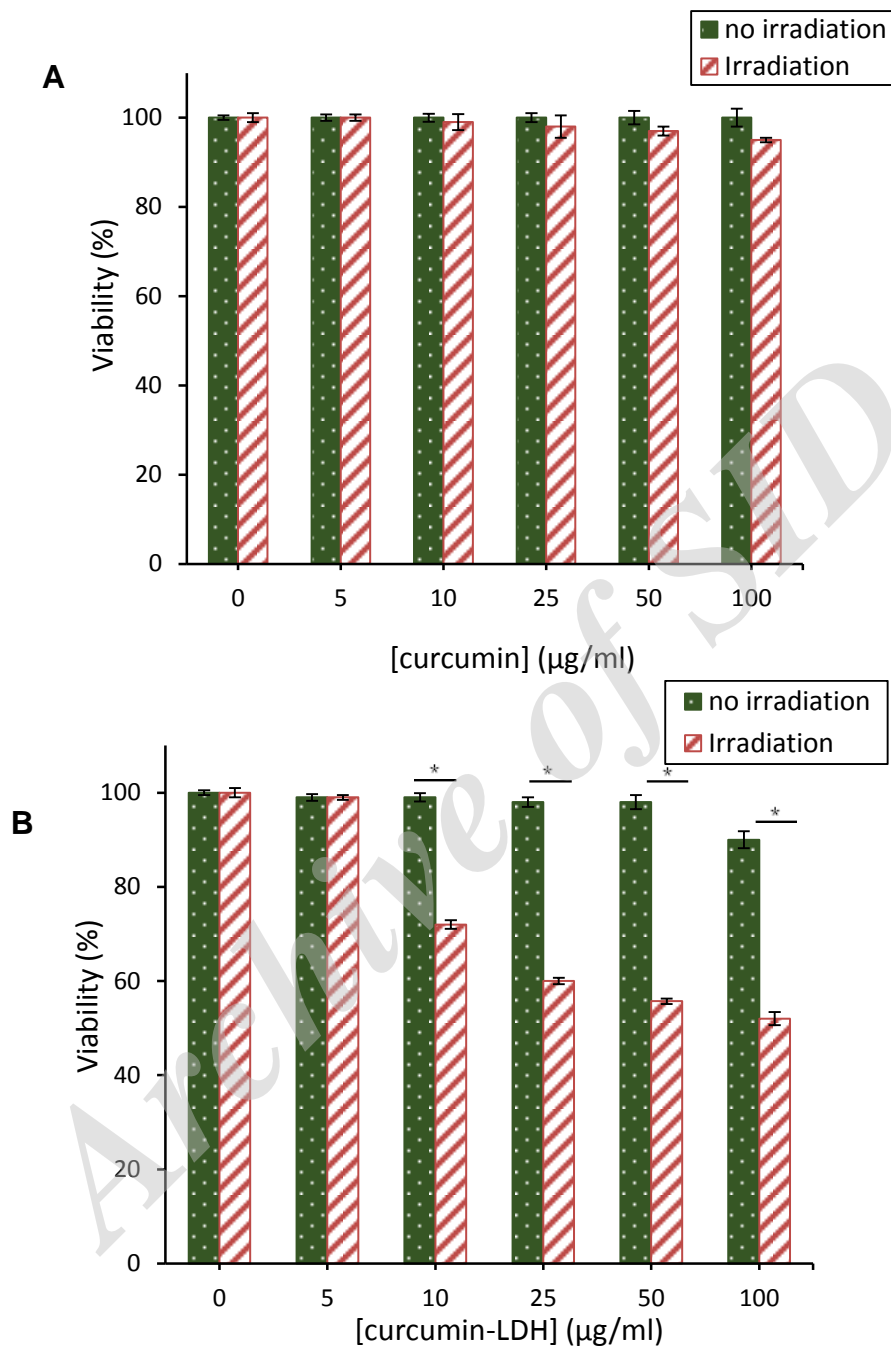 no irradiation
Irradiation
A
100
80
60
40
20
0
Viability (%)
0 5 10 25 50 100
[curcumin] (µg/ml)
no irradiation
Irradiation
B
* * * *
100
80
60
40
20
0
Viability (%)
0 5 10 25 50 100
[curcumin-LDH] (µg/ml)
Archive of SID